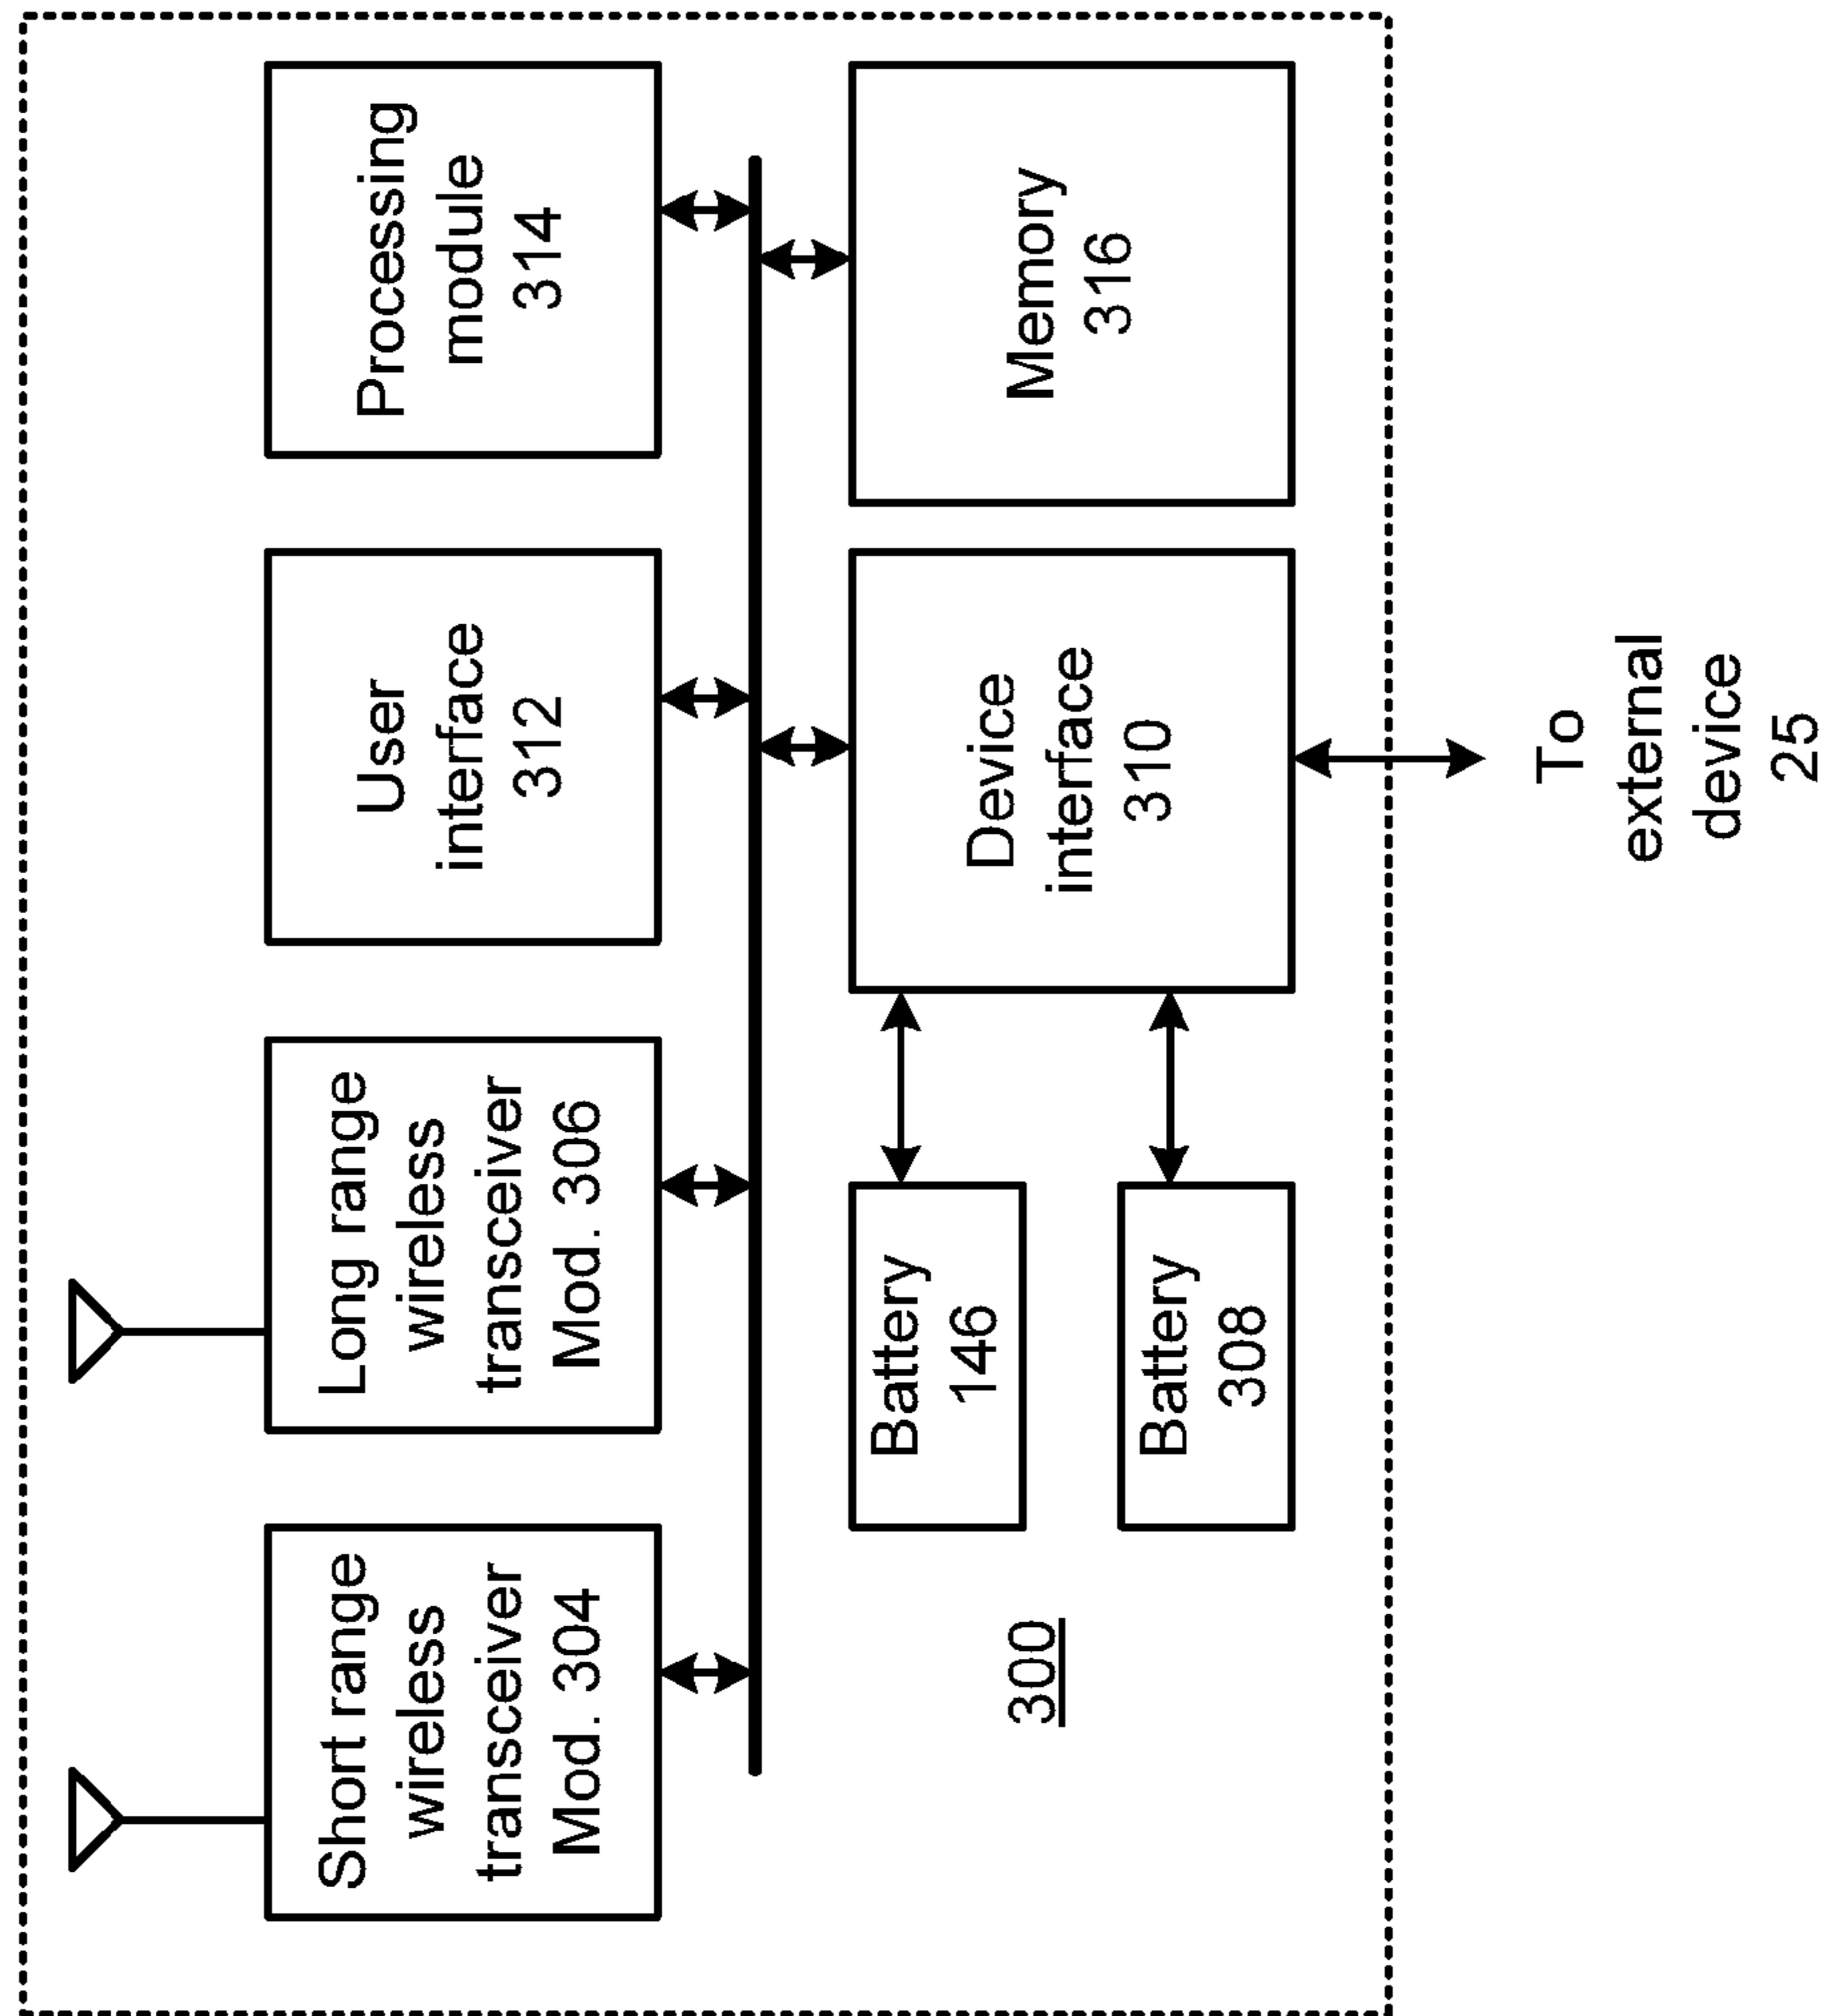 Short range
wireless
transceiver
Mod. 304
Long range
wireless
transceiver
Mod. 306
User
interface
312
Processing
module
314
Battery
146
Battery
308
Device
interface
310
Memory
316
300
To
external
device
25